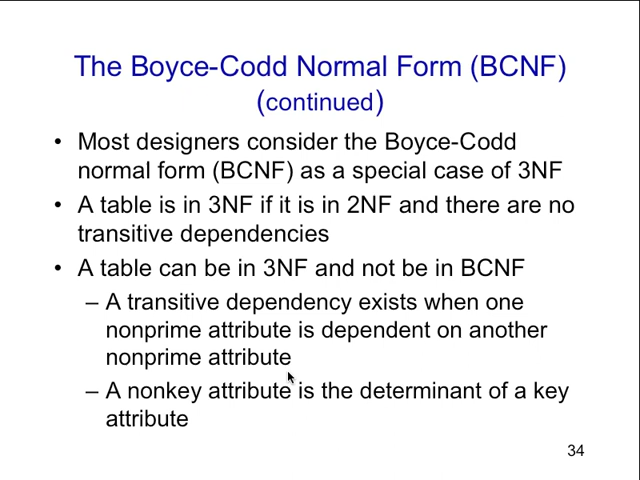 The Boyce-Codd Normal Form (BCNF)
(continued)
• Most designers consider the Boyce-Codd
normal form (BCNF) as a special case of 3NF
• A table is in 3NF if it is in 2NF and there are no
transitive dependencies
• A table can be in 3NF and not be in BCNF
– A transitive dependency exists when one
nonprime attribute is dependent on another
nonprime attribute
– A nonkey attribute is the determinant of a key
attribute
34